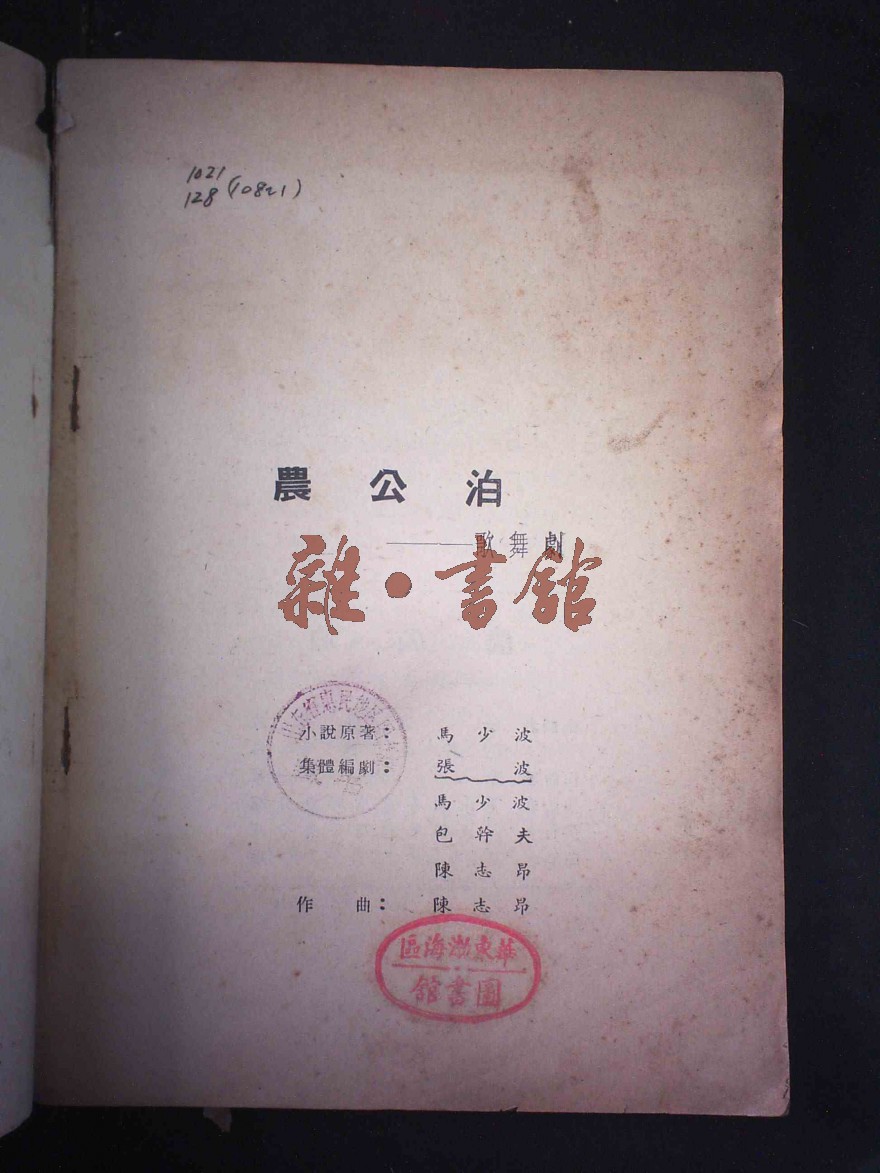 1021
128 (10821)
農公泊
——歌舞劇
雜·書館
小說原著：馬少波
集體編劇：張波
馬少波
包幹夫
陳志昂
作曲：陳志昂
華東渤海區
圖書館